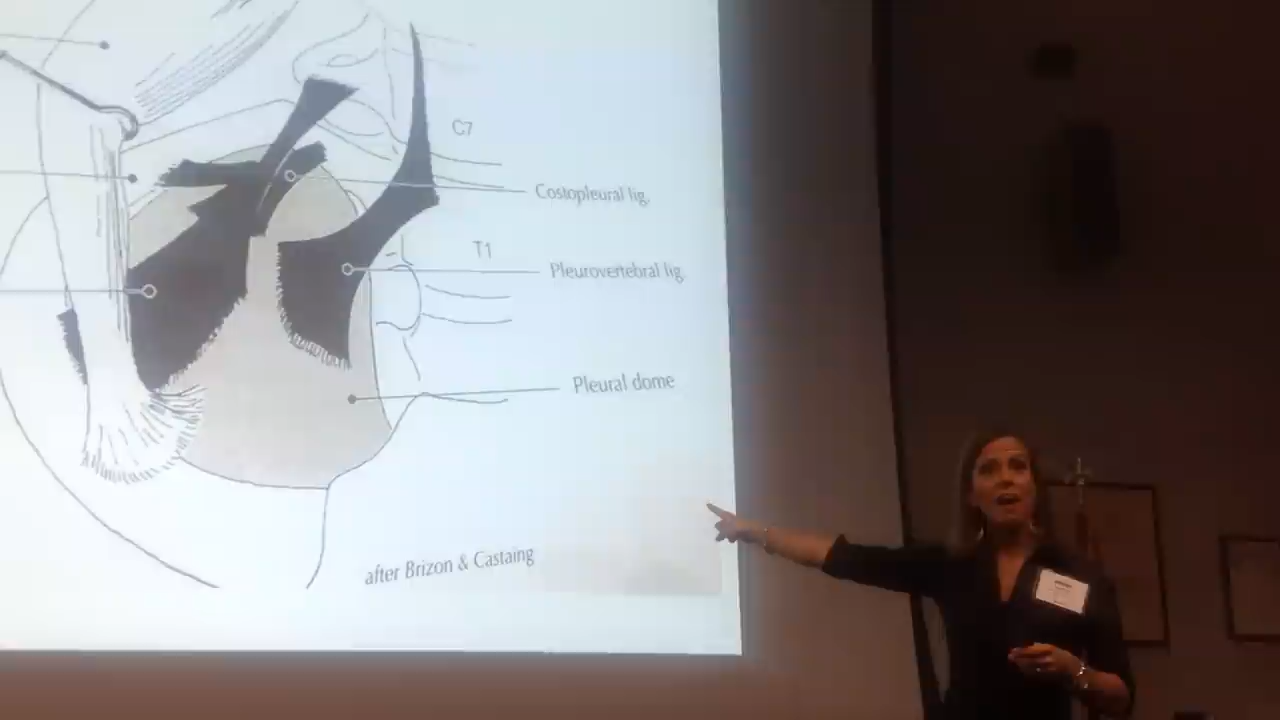 C7
Costopleural lig.
T1
Pleurovertebral lig.
Pleural dome
after Brizon & Castaing